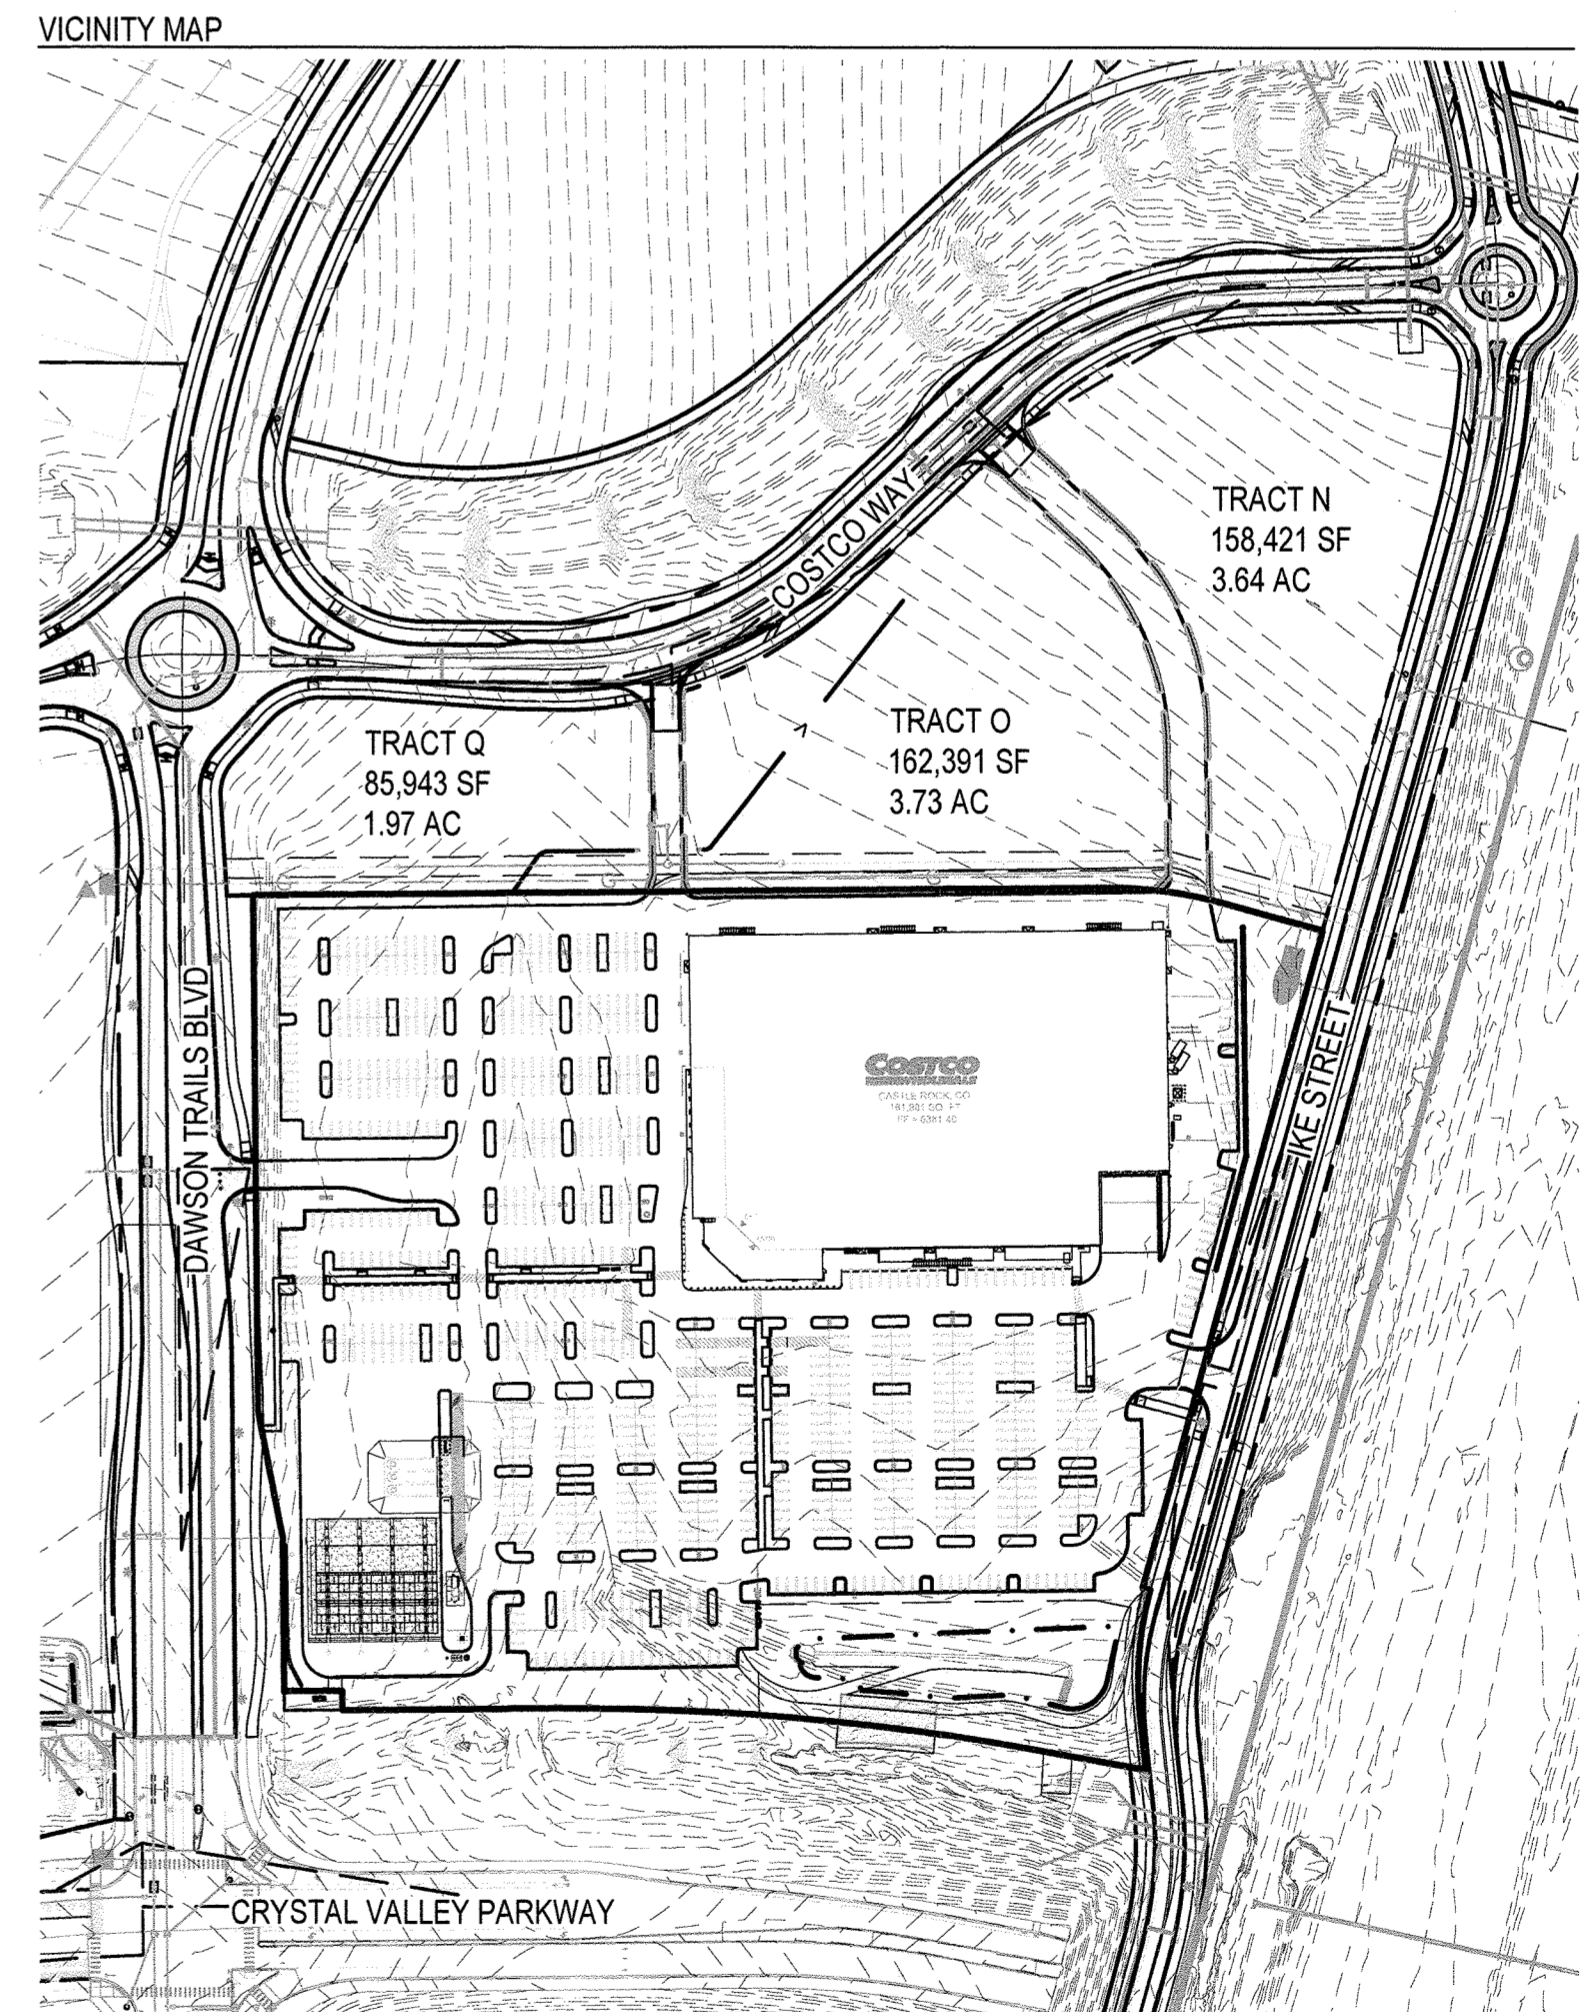 VICINITY MAP
COSTCO WAY
TRACT N
158,421 SF
3.64 AC
TRACT Q
85,943 SF
1.97 AC
TRACT O
162,391 SF
3.73 AC
DAWSON TRAILS BLVD
COSTCO
WHOLESALE
CASTLE ROCK, CO
IKE STREET
CRYSTAL VALLEY PARKWAY